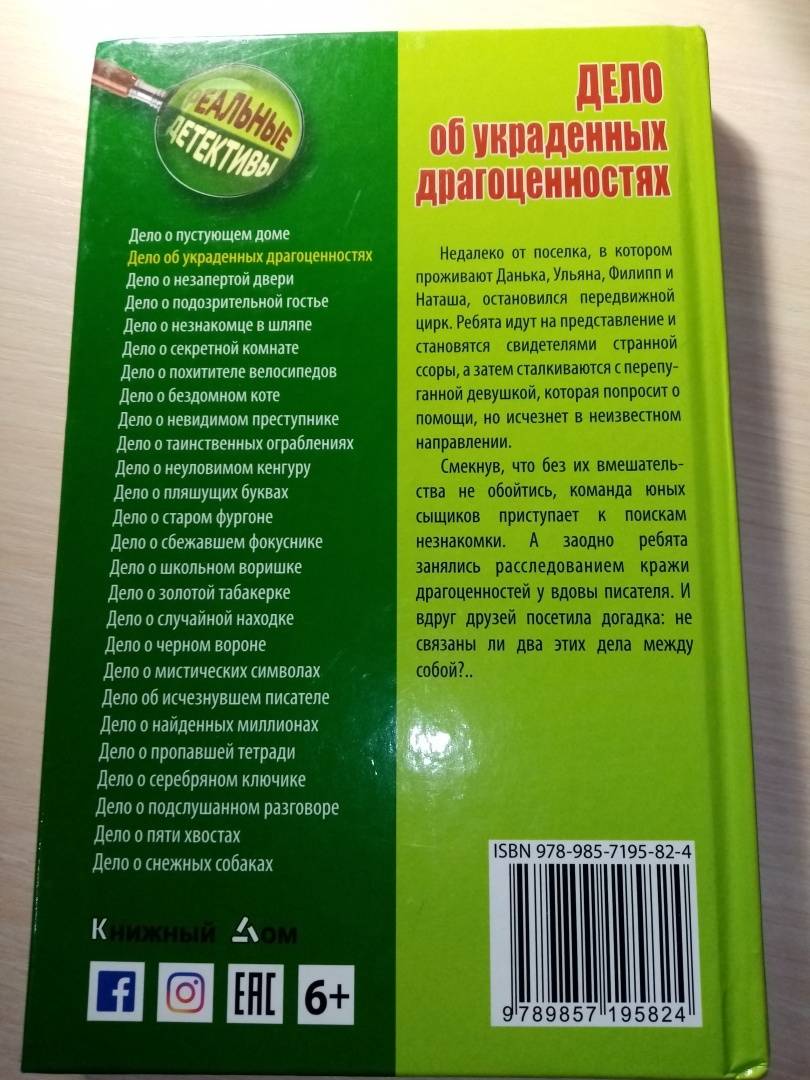 РЕАЛЬНЫЕ
ДЕТЕКТИВЫ
Дело о пустующем доме
Дело об украденных драгоценностях
Дело о незапертой двери
Дело о подозрительной гостье
Дело о незнакомце в шляпе
Дело о секретной комнате
Дело о похитителе велосипедов
Дело о бездомном коте
Дело о невидимом преступнике
Дело о таинственных ограблениях
Дело о неуловимом кенгуру
Дело о пляшущих буквах
Дело о старом фургоне
Дело о сбежавшем фокуснике
Дело о школьном воришке
Дело о золотой табакерке
Дело о случайной находке
Дело о черном вороне
Дело о мистических символах
Дело об исчезнувшем писателе
Дело о найденных миллионах
Дело о пропавшей тетради
Дело о серебряном ключике
Дело о подслушанном разговоре
Дело о пяти хвостах
Дело о снежных собаках
Книжный Дом
f
ЕАС
6+
ДЕЛО
об украденных
драгоценностях
Недалеко от поселка, в котором
проживают Данька, Ульяна, Филипп и
Наташа, остановился передвижной
цирк. Ребята идут на представление и
становятся свидетелями странной
ссоры, а затем сталкиваются с перепу-
ганной девушкой, которая попросит о
помощи, но исчезнет в неизвестном
направлении.
Смекнув, что без их вмешатель-
ства не обойтись, команда юных
сыщиков приступает к поискам
незнакомки. А заодно ребята
занялись расследованием кражи
драгоценностей у вдовы писателя. И
вдруг друзей посетила догадка: не
связаны ли два этих дела между
собой?..
ISBN 978-985-7195-82-4
9 789857 195824